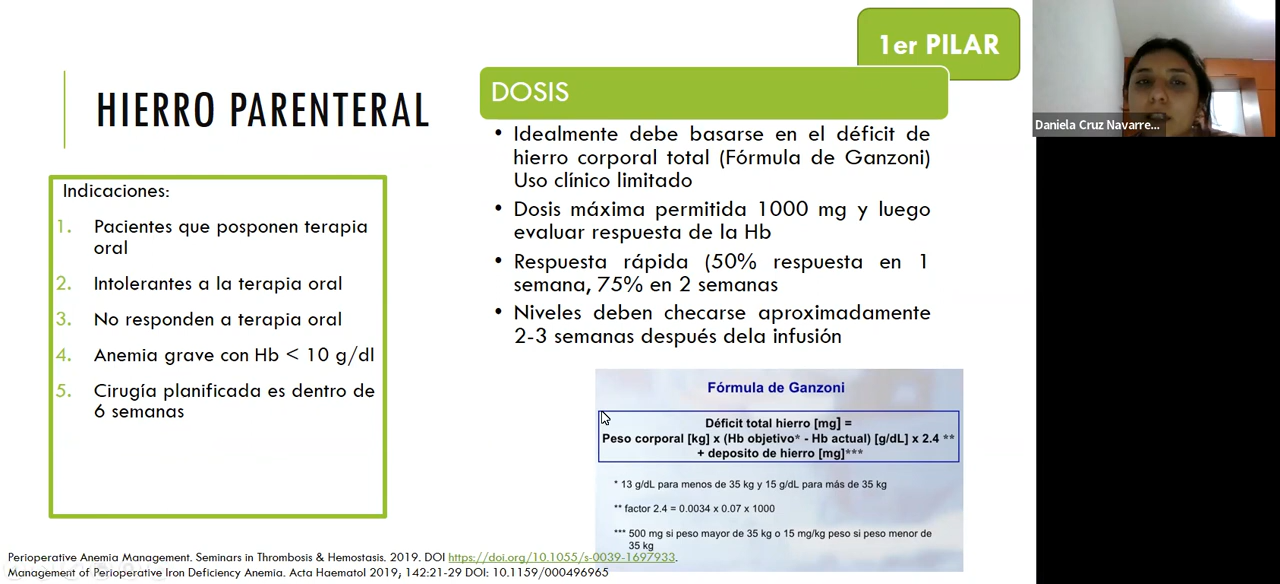 1er PILAR
HIERRO PARENTERAL
Indicaciones:
1. Pacientes que posponen terapia
oral
2. Intolerantes a la terapia oral
3. No responden a terapia oral
4. Anemia grave con Hb < 10 g/dl
5. Cirugía planificada es dentro de
6 semanas
DOSIS
• Idealmente debe basarse en el déficit de
hierro corporal total (Fórmula de Ganzoni)
Uso clínico limitado
• Dosis máxima permitida 1000 mg y luego
evaluar respuesta de la Hb
• Respuesta rápida (50% respuesta en 1
semana, 75% en 2 semanas
• Niveles deben checarse aproximadamente
2-3 semanas después dela infusión
Fórmula de Ganzoni
Déficit total hierro [mg] =
Peso corporal [kg] x (Hb objetivo* - Hb actual) [g/dL] x 2.4 **
+ deposito de hierro [mg]***
* 13 g/dL para menos de 35 kg y 15 g/dL para más de 35 kg
** factor 2.4 = 0.0034 x 0.07 x 1000
*** 500 mg si peso mayor de 35 kg o 15 mg/kg peso si peso menor de
35 kg
Perioperative Anemia Management. Seminars in Thrombosis & Hemostasis. 2019. DOI https://doi.org/10.1055/s-0039-1697933.
Management of Perioperative Iron Deficiency Anemia. Acta Haematol 2019; 142:21-29 DOI: 10.1159/000496965
Daniela Cruz Navarre...